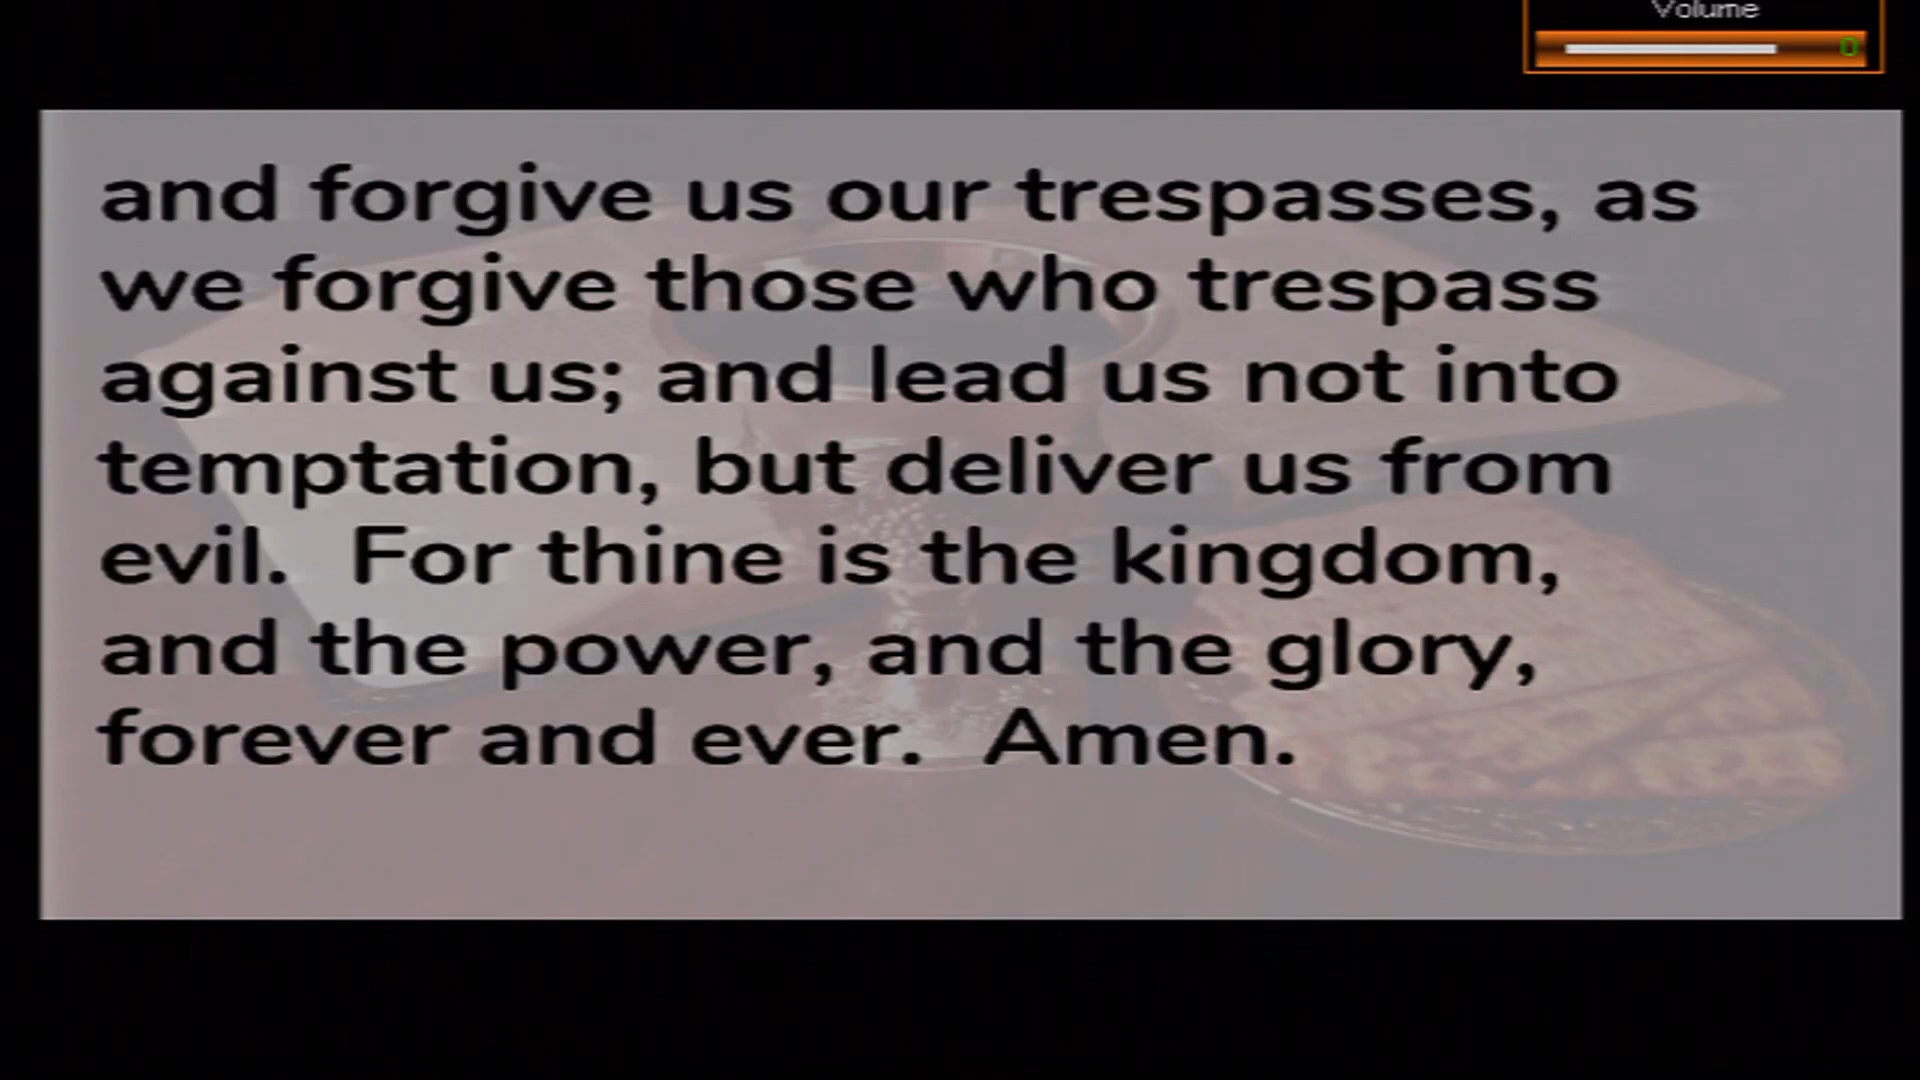 Volume
0
and forgive us our trespasses, as
we forgive those who trespass
against us; and lead us not into
temptation, but deliver us from
evil.  For thine is the kingdom,
and the power, and the glory,
forever and ever.  Amen.